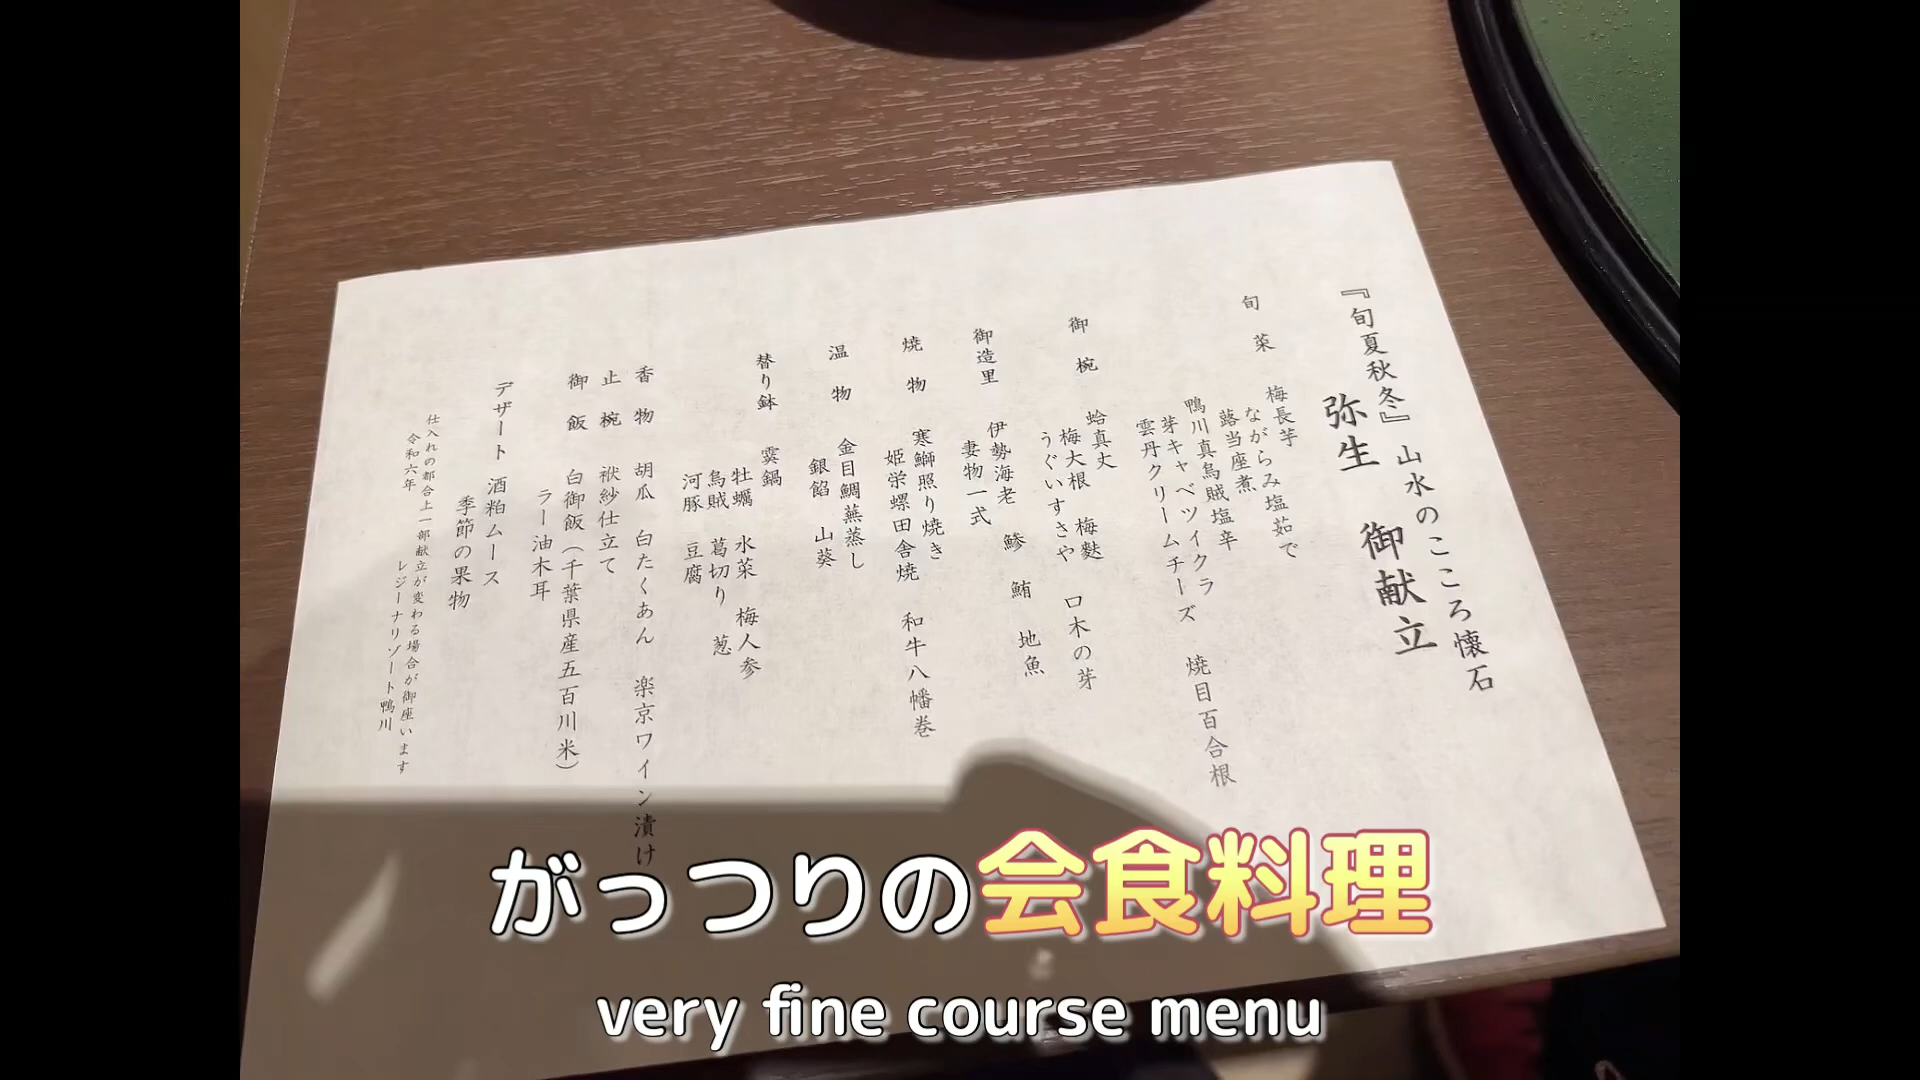 『旬夏秋冬』 山水のこころ懐石
弥生 御献立
旬菜 梅長芋
ながらみ塩茹で
蕗当座煮
鴨川真烏賊塩辛
芽キャベツイクラ 焼目百合根
雲丹クリームチーズ
御椀 蛤真丈
梅大根 梅麩 口木の芽
うぐいすさや
御造里 伊勢海老 鯵 鮪 地魚
妻物一式
焼物 寒鰤照り焼き
姫栄螺田舎焼 和牛八幡巻
温物 金目鯛蕪蒸し
銀餡 山葵
替り鉢 霙鍋
牡蠣 水菜 梅人参
烏賊 葛切り 葱
河豚 豆腐
香物 胡瓜 白たくあん 楽京ワイン漬け
止椀 袱紗仕立て
御飯 白御飯(千葉県産五百川米)
ラー油木耳
デザート 酒粕ムース
季節の果物
仕入れの都合上一部献立が変わる場合が御座います
令和六年 レジーナリゾート鴨川
がっつりの会食料理
very fine course menu